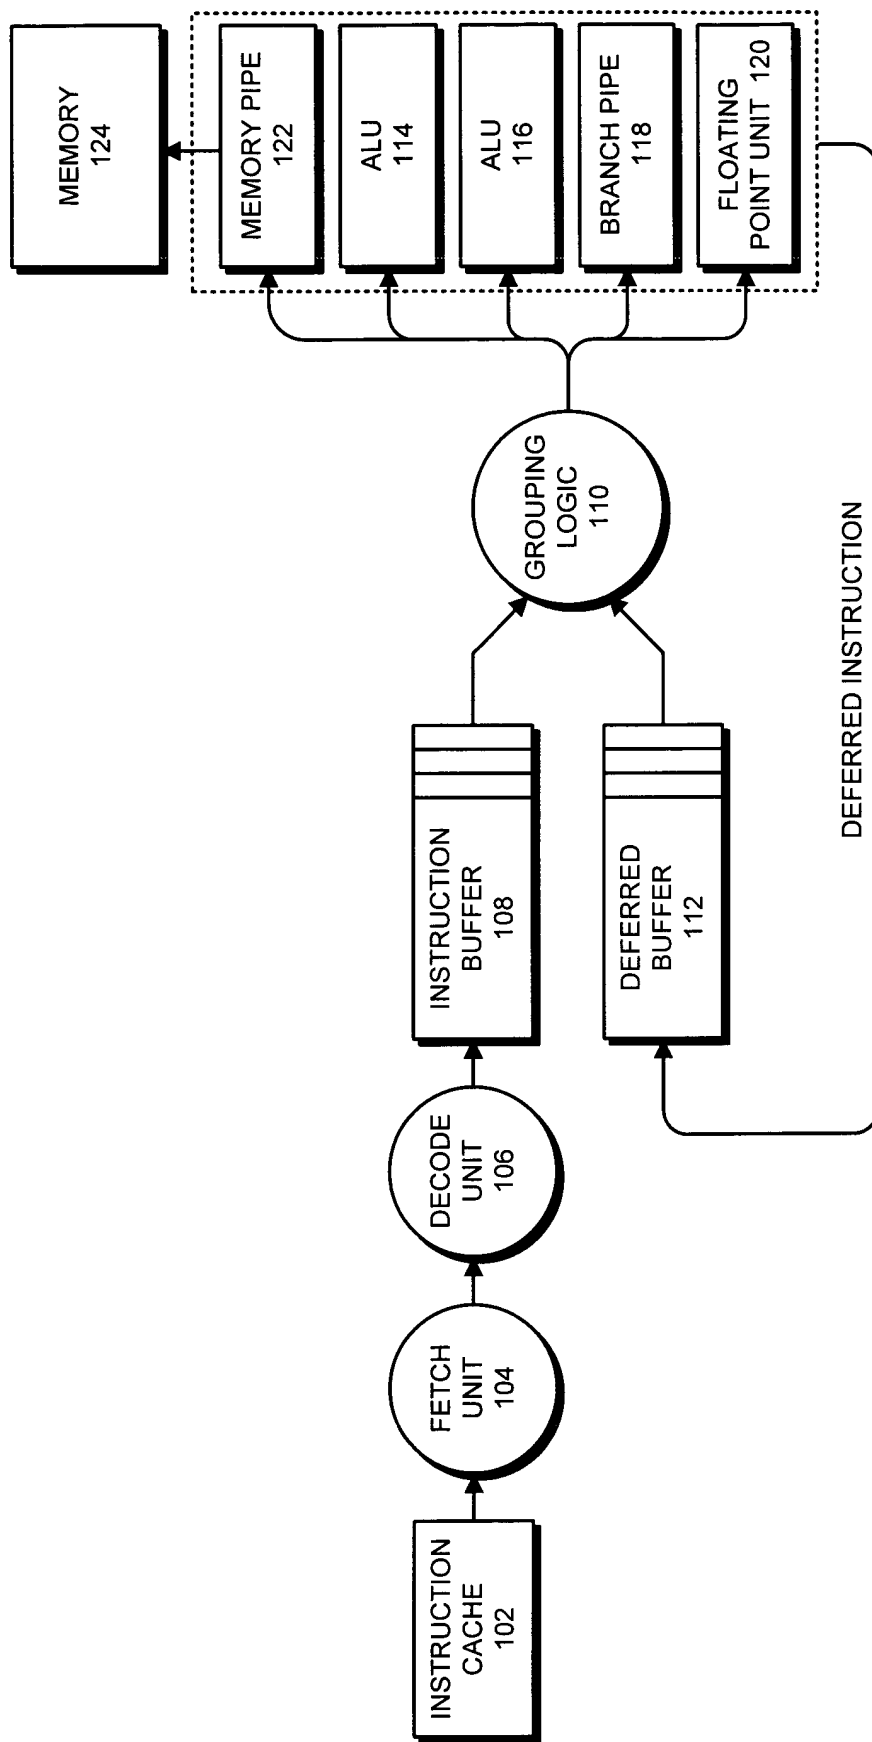 INSTRUCTION
CACHE
102
FETCH
UNIT
104
DECODE
UNIT
106
INSTRUCTION
BUFFER
108
DEFERRED
BUFFER
112
GROUPING
LOGIC
110
MEMORY
124
MEMORY PIPE
122
ALU
114
ALU
116
BRANCH PIPE
118
FLOATING
POINT UNIT 120
DEFERRED INSTRUCTION